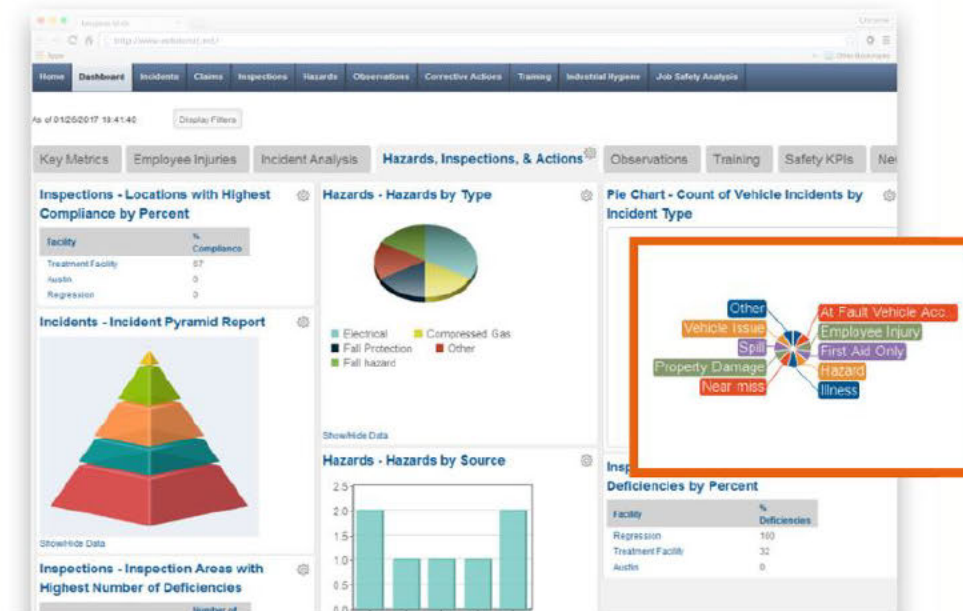 Home Dashboard Incidents Claims Inspections Hazards Observations Corrective Actions Training Industrial Hygiene Job Safety Analysis
As of 01/25/2017 13:41:40 Display Filters
Key Metrics Employee Injuries Incident Analysis Hazards, Inspections, & Actions Observations Training Safety KPIs
Inspections - Locations with Highest
Compliance by Percent
Facility %
Compliance
Treatment Facility 67
Austin 0
Regression 0
Incidents - Incident Pyramid Report
Show/Hide Data
Inspections - Inspection Areas with
Highest Number of Deficiencies
Number of
Hazards - Hazards by Type
Electrical Compressed Gas
Fall Protection Other
Fall hazard
Show/Hide Data
Hazards - Hazards by Source
2.5
2.0
1.5
1.0
0.5
0.0
Pie Chart - Count of Vehicle Incidents by
Incident Type
Other At Fault Vehicle Acc...
Vehicle Issue Employee Injury
Spill First Aid Only
Property Damage Hazard
Near miss Illness
Deficiencies by Percent
Facility %
Deficiencies
Regression 100
Treatment Facility 32
Austin 0